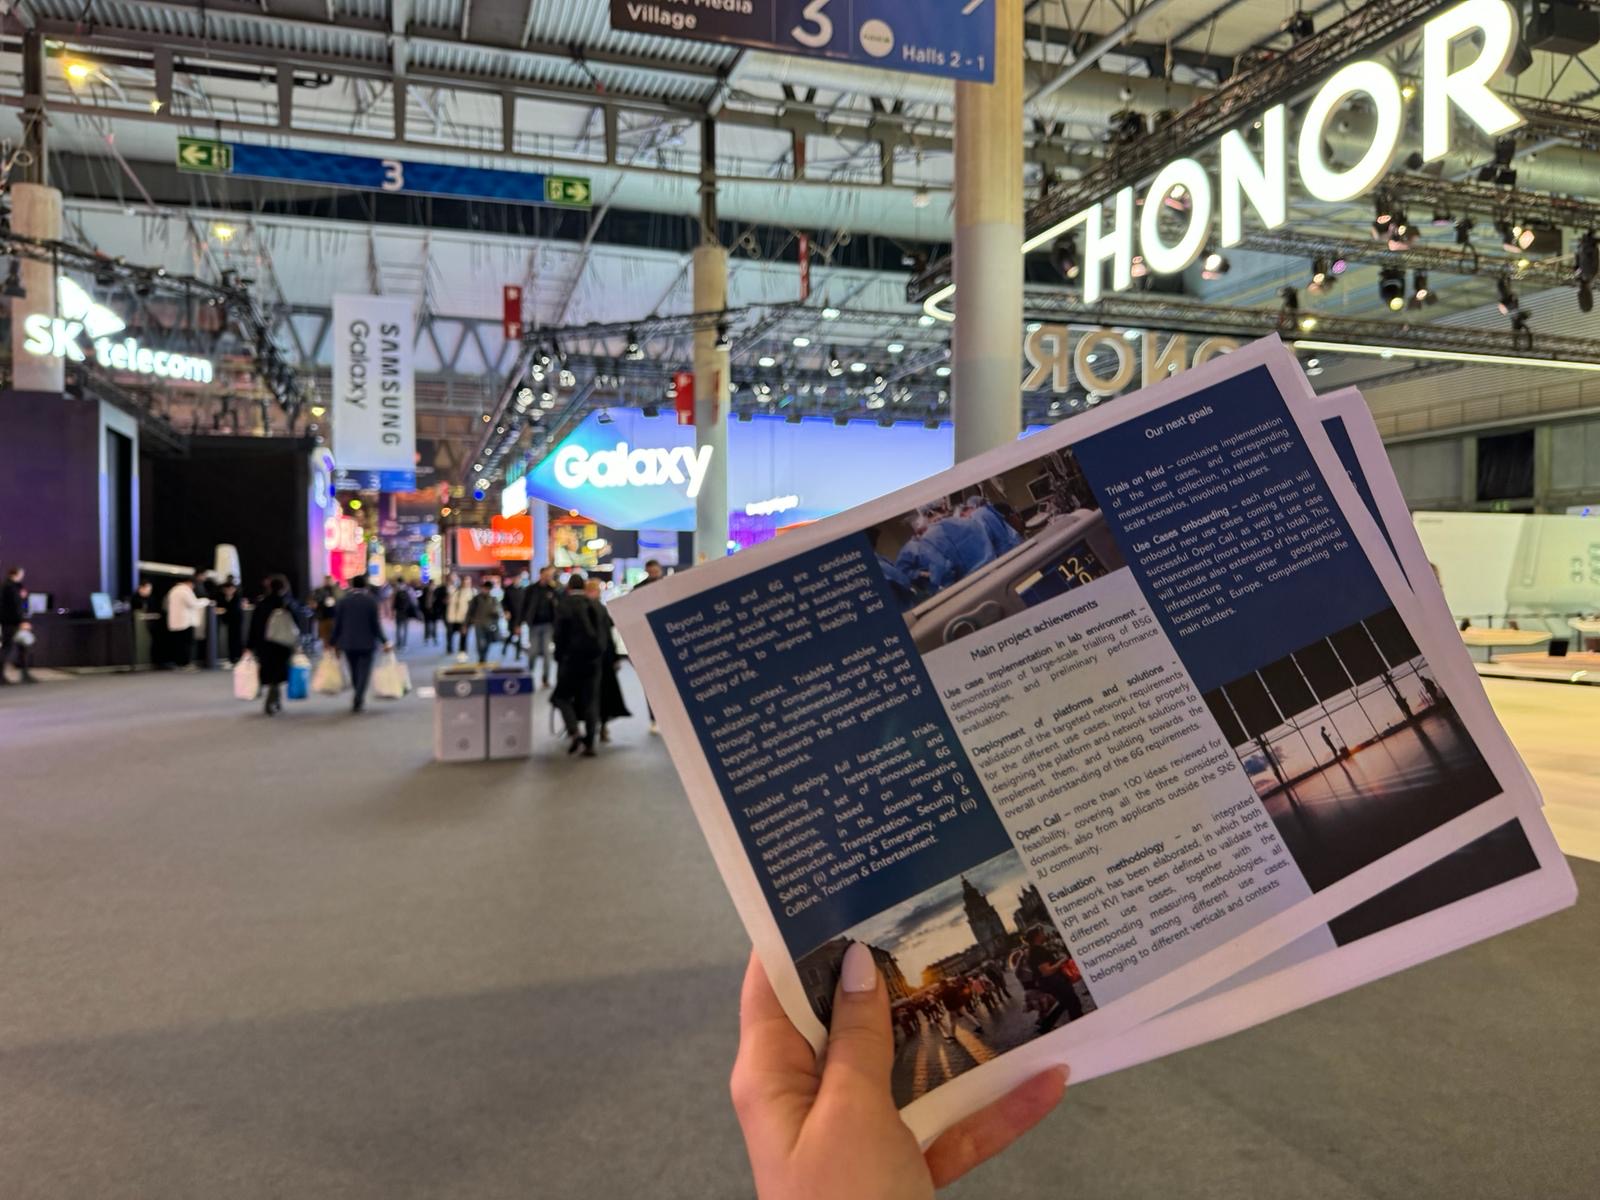 Media
Village
3
Halls 2 - 1
HONOR
3
SK telecom
SAMSUNG
Galaxy
Galaxy
HONOR
Beyond 5G and 6G are candidate
technologies to positively impact aspects
of immense social value as sustainability,
resilience, inclusion, trust, security, etc.,
contributing to improve livability and
quality of life.
In this context, TrialsNet enables the
realization of compelling societal values
through the implementation of 5G and
beyond applications, propaedeutic for the
transition towards the next generation of
mobile networks.
TrialsNet deploys full large-scale trials,
representing a heterogeneous and
comprehensive set of innovative 6G
applications, based on innovative
technologies, in the domains of (i)
Infrastructure, Transportation, Security &
Safety, (ii) eHealth & Emergency, and (iii)
Culture, Tourism & Entertainment.
12
Main project achievements
Use case implementation in lab environment –
demonstration of large-scale trialling of B5G
technologies, and preliminary performance
evaluation.
Deployment of platforms and solutions -
validation of the targeted network requirements
for the different use cases, input for properly
designing the platform and network solutions to
implement them, and building towards the
overall understanding of the 6G requirements.
Open Call – more than 100 ideas reviewed for
feasibility, covering all the three considered
domains, also from applicants outside the SNS
JU community.
Evaluation methodology – an integrated
framework has been elaborated, in which both
KPI and KVI have been defined to validate the
different use cases, together with the
corresponding measuring methodologies, all
harmonised among different use cases,
belonging to different verticals and contexts
Our next goals
Trials on field – conclusive implementation
of the use cases, and corresponding
measurement collection, in relevant, large-
scale scenarios, involving real users.
Use Cases onboarding – each domain will
onboard new use cases coming from our
successful Open Call, as well as use case
enhancements (more than 20 in total). This
will include also extensions of the project's
infrastructure in other geographical
locations in Europe, complementing the
main clusters.